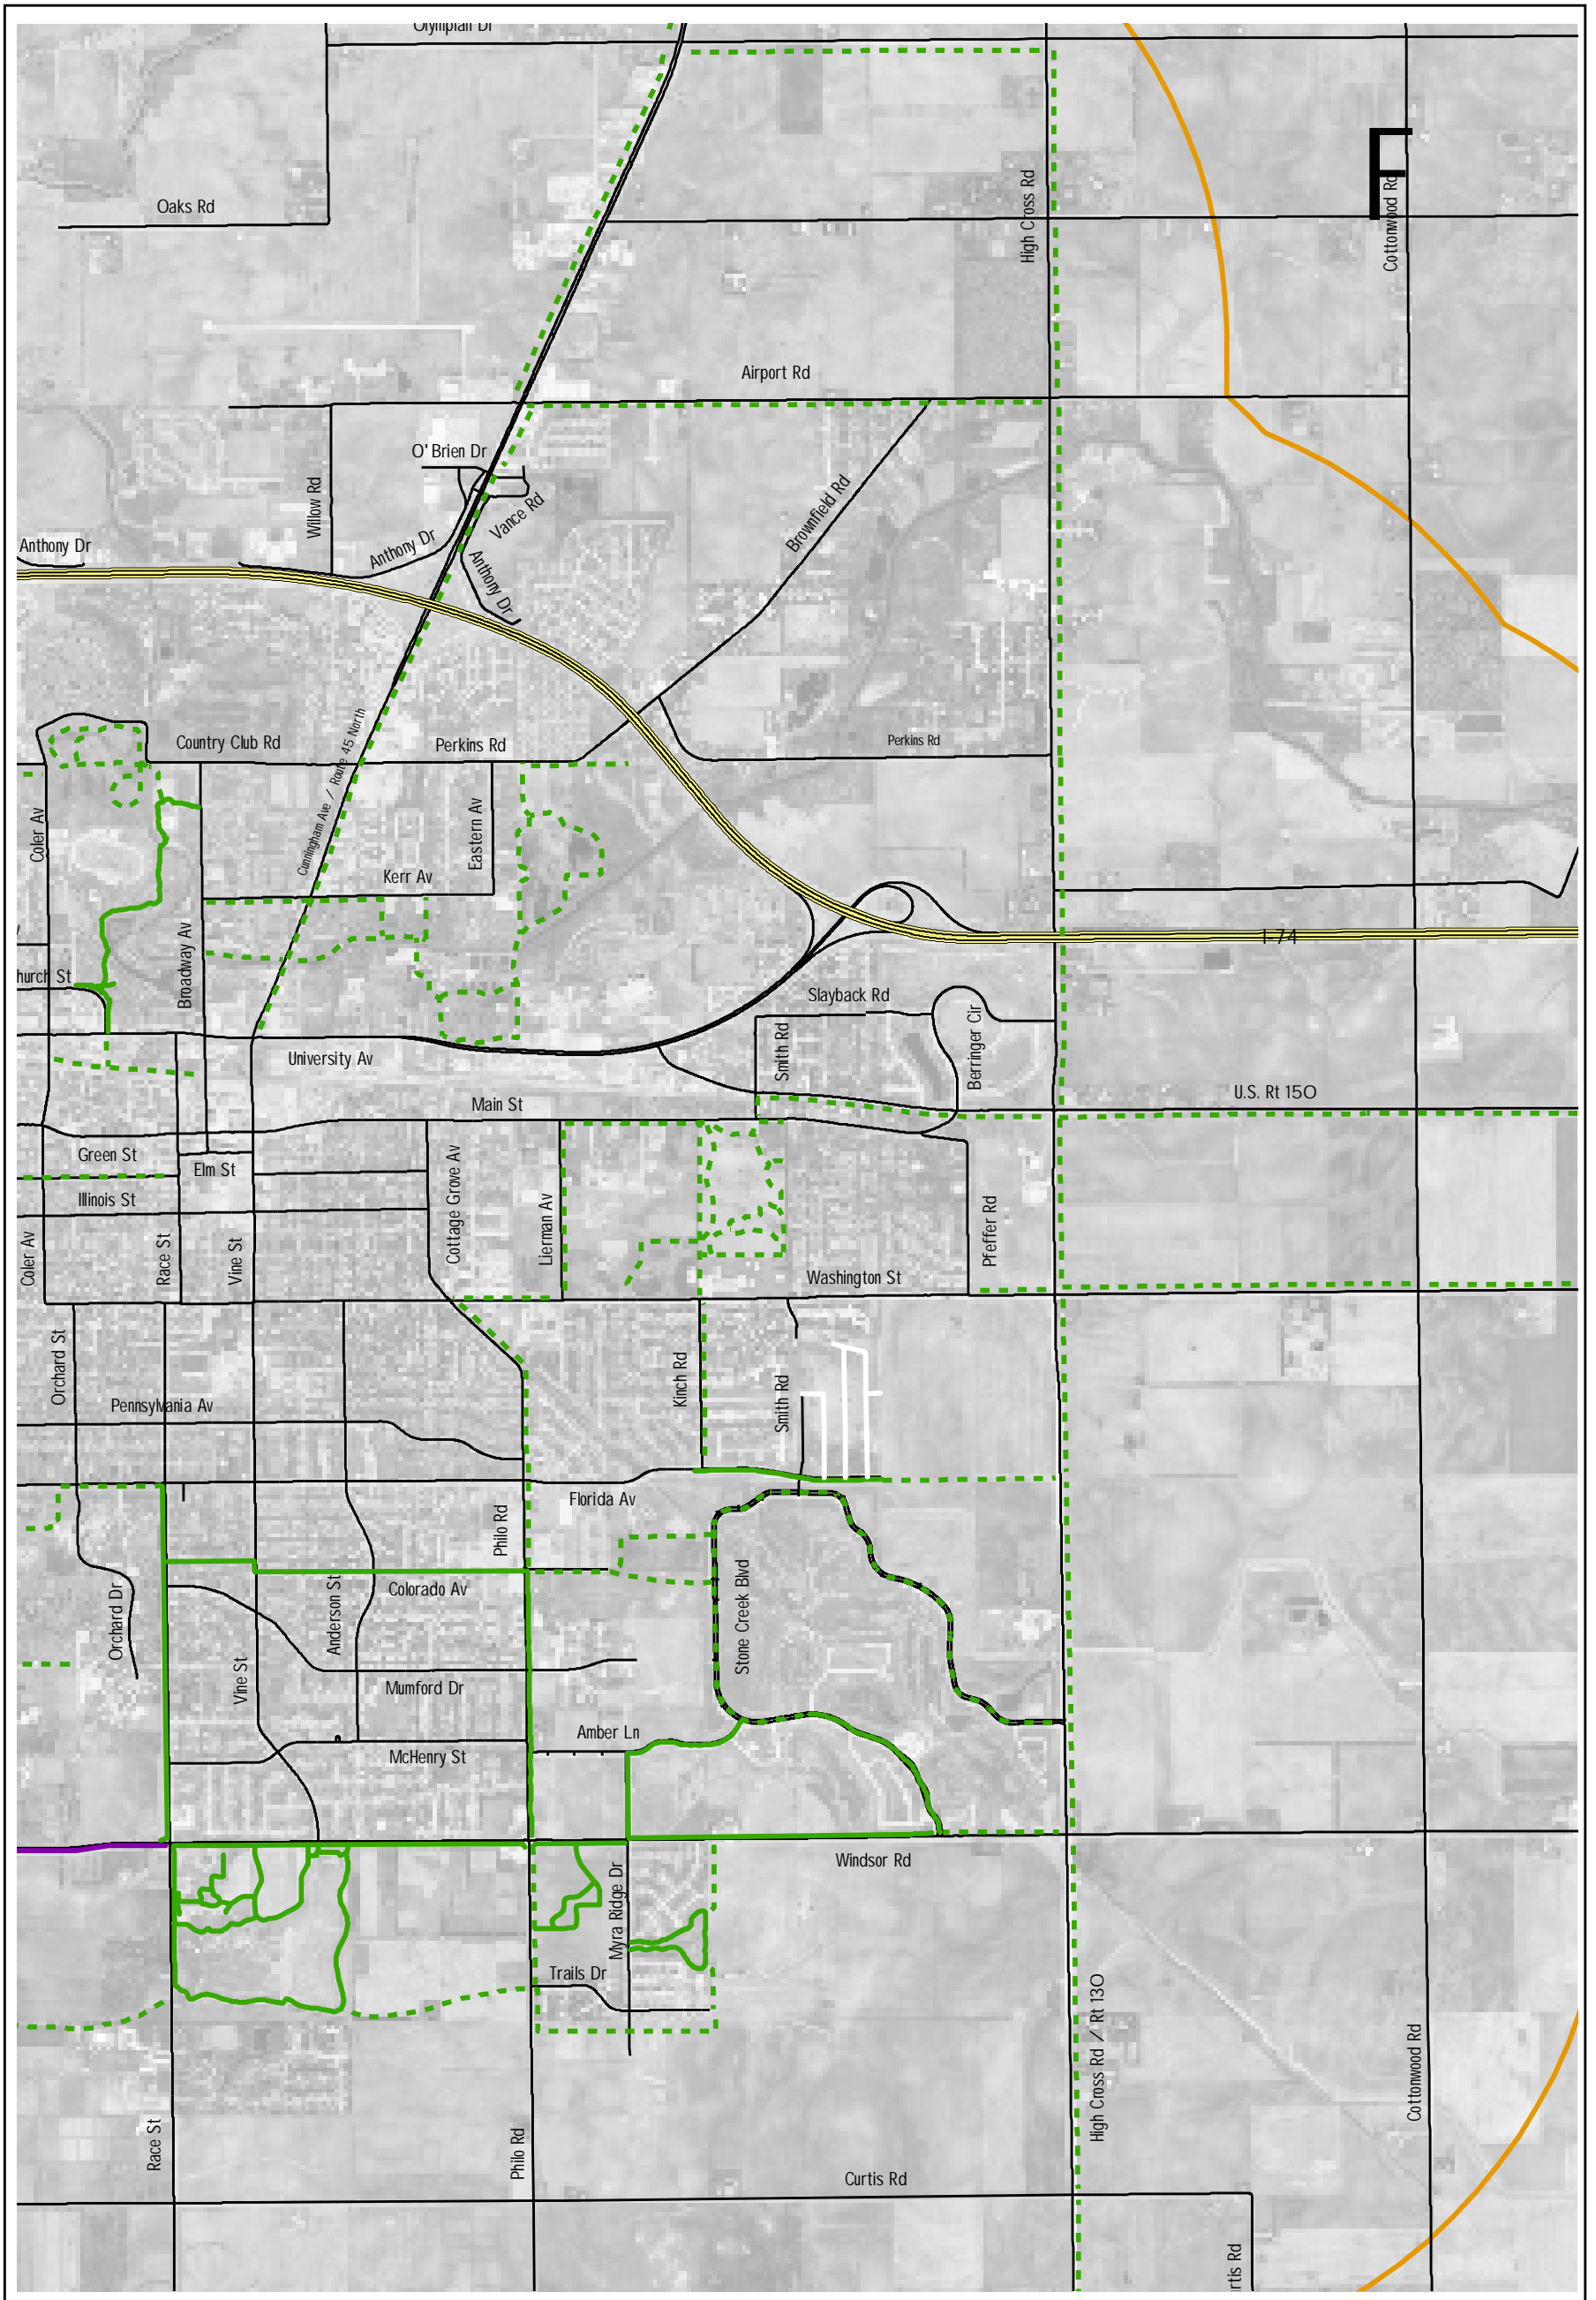 Olympian Dr
Oaks Rd
High Cross Rd
Cottonwood Rd
Airport Rd
O'Brien Dr
Willow Rd
Vance Rd
Brownfield Rd
Anthony Dr
Anthony Dr
Anthony Dr
Country Club Rd
Cunningham Ave / Route 45 North
Perkins Rd
Perkins Rd
Coler Av
Eastern Av
Kerr Av
Broadway Av
I-74
hurch St
Slayback Rd
Smith Rd
Berringer Cir
University Av
U.S. Rt 150
Main St
Green St
Elm St
Cottage Grove Av
Illinois St
Lierman Av
Pfeffer Rd
Coler Av
Race St
Vine St
Washington St
Orchard St
Kinch Rd
Smith Rd
Pennsylvania Av
Florida Av
Philo Rd
Orchard Dr
Anderson St
Colorado Av
Stone Creek Blvd
Vine St
Mumford Dr
Amber Ln
McHenry St
Windsor Rd
Myra Ridge Dr
Trails Dr
High Cross Rd / Rt 130
Cottonwood Rd
Race St
Philo Rd
Curtis Rd
rtis Rd